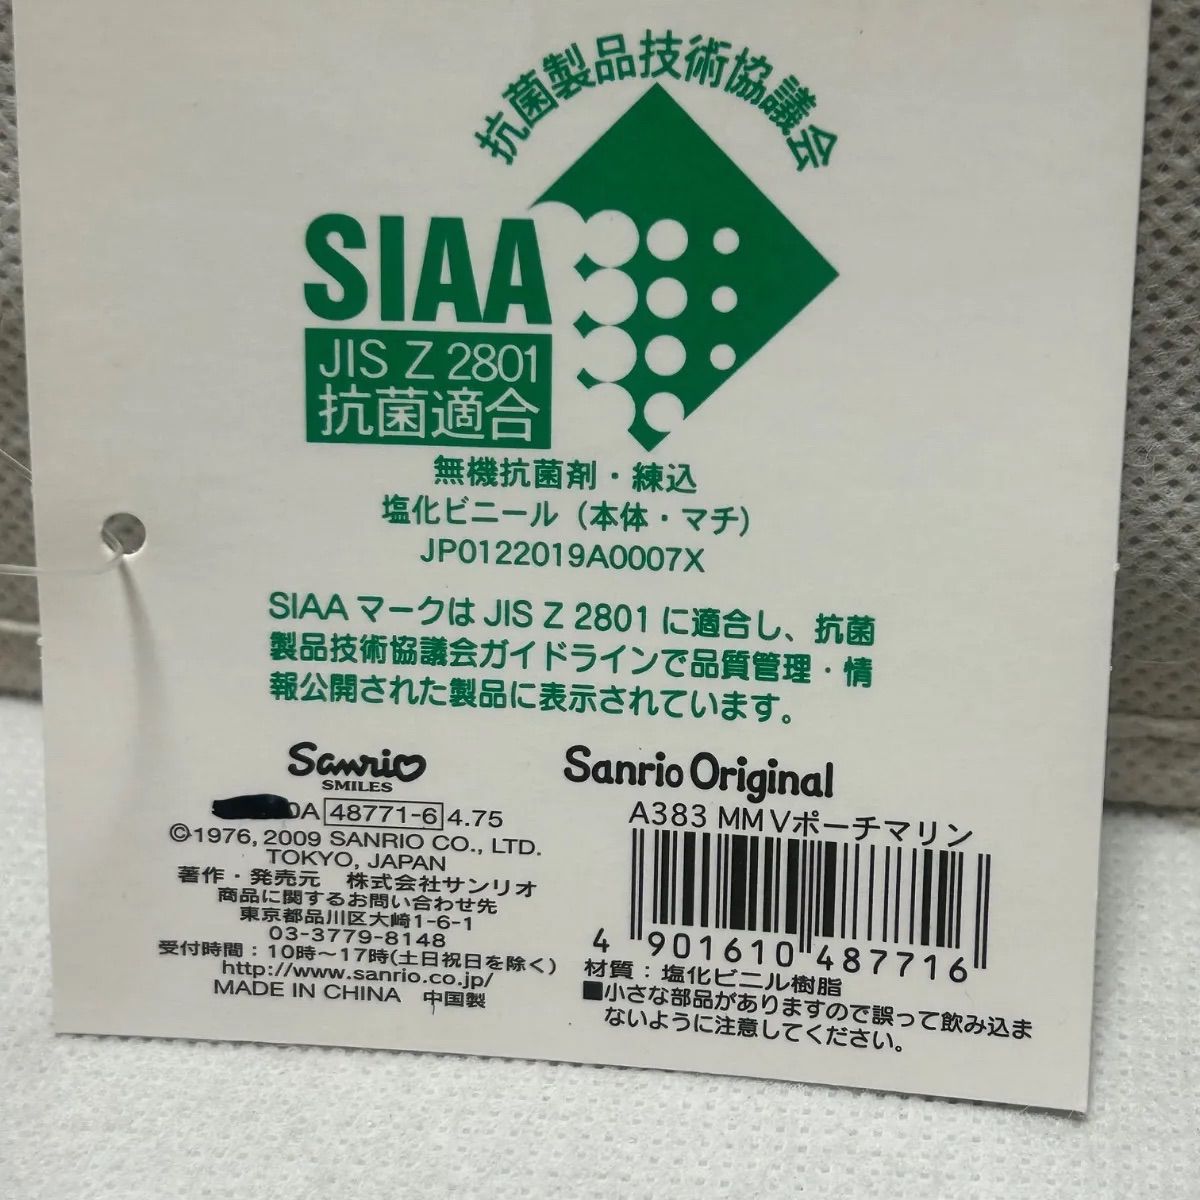 抗菌製品技術協議会
SIAA
JIS Z 2801
抗菌適合
無機抗菌剤・練込
塩化ビニール（本体・マチ）
JP0122019A0007X
SIAA マークは JIS Z 2801 に適合し、抗菌
製品技術協議会ガイドラインで品質管理・情
報公開された製品に表示されています。
Sanrio
SMILES
0A 48771-6 4.75
©1976, 2009 SANRIO CO., LTD.
TOKYO, JAPAN
著作・発売元　株式会社サンリオ
商品に関するお問い合わせ先
東京都品川区大崎1-6-1
03-3779-8148
受付時間：10時〜17時(土日祝日を除く)
http://www.sanrio.co.jp/
MADE IN CHINA 中国製
Sanrio Original
A383 MM Vポーチマリン
4 901610 487716
材質：塩化ビニル樹脂
■小さな部品がありますので誤って飲み込ま
ないように注意してください。